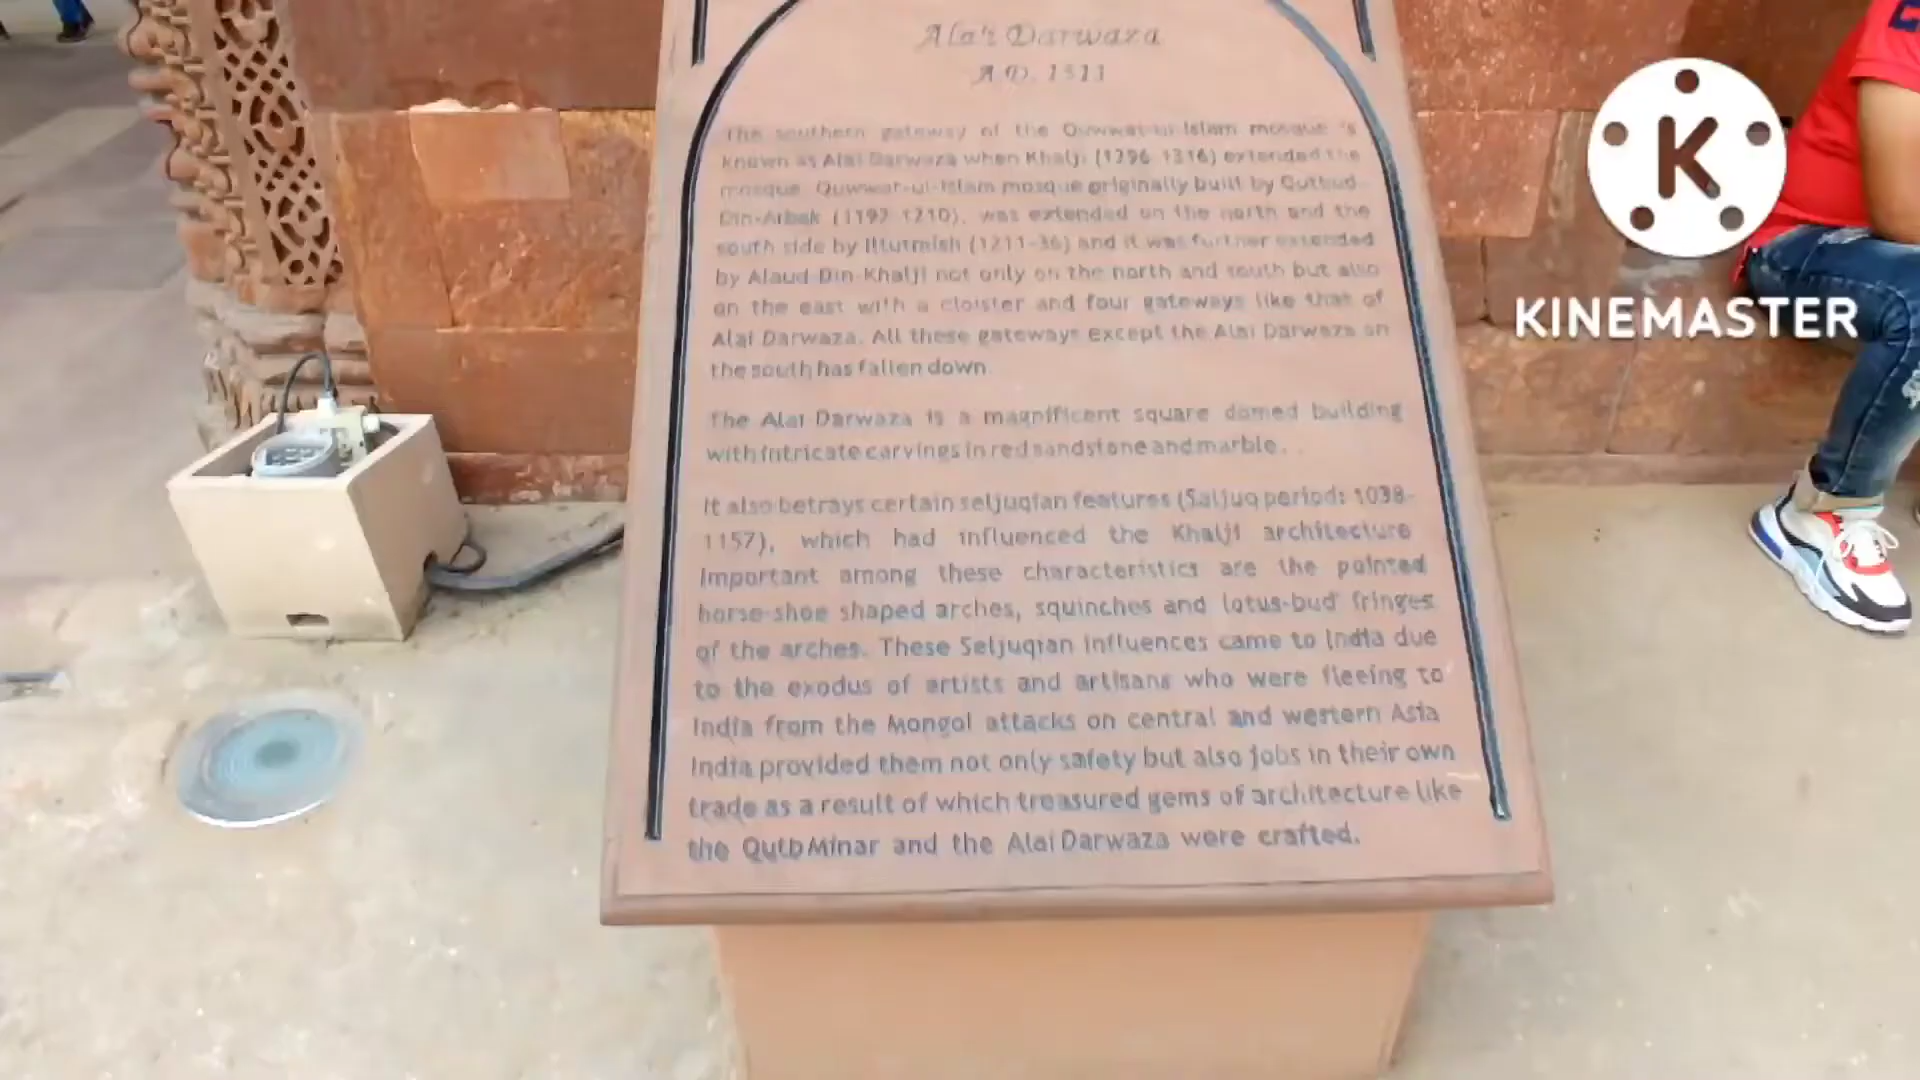 Alai Darwaza
A.D. 1311
The southern gateway of the Quwwat-ul-Islam mosque is
known as Alai Darwaza when Khalji (1296-1316) extended the
mosque. Quwwat-ul-Islam mosque originally built by Qutbud-
Din-Aibak (1192-1210), was extended on the north and the
south side by Iltutmish (1211-36) and it was further extended
by Alaud-Din-Khalji not only on the north and south but also
on the east with a cloister and four gateways like that of
Alai Darwaza. All these gateways except the Alai Darwaza on
the south has fallen down.
The Alai Darwaza is a magnificent square domed building
with intricate carvings in red sandstone and marble.
It also betrays certain seljuqian features (Saljuq period: 1038-
1157), which had influenced the Khalji architecture
Important among these characteristics are the pointed
horse-shoe shaped arches, squinches and lotus-bud' fringes
of the arches. These Seljuqian influences came to India due
to the exodus of artists and artisans who were fleeing to
India from the Mongol attacks on central and western Asia
India provided them not only safety but also jobs in their own
trade as a result of which treasured gems of architecture like
the Qutb Minar and the Alai Darwaza were crafted.
K
KINEMASTER